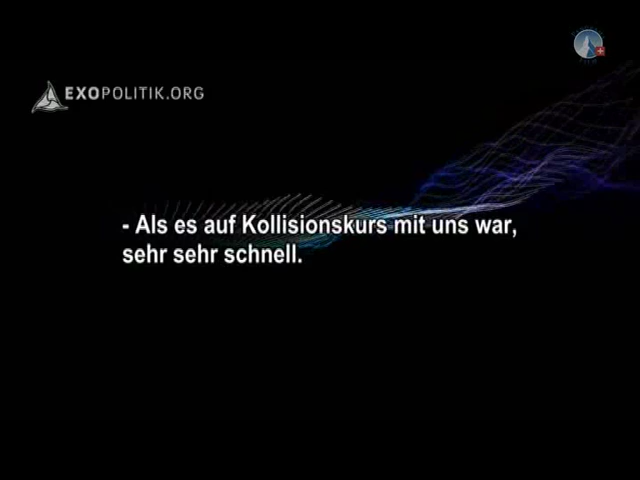 EXOPOLITIK.ORG
- Als es auf Kollisionskurs mit uns war,
sehr sehr schnell.